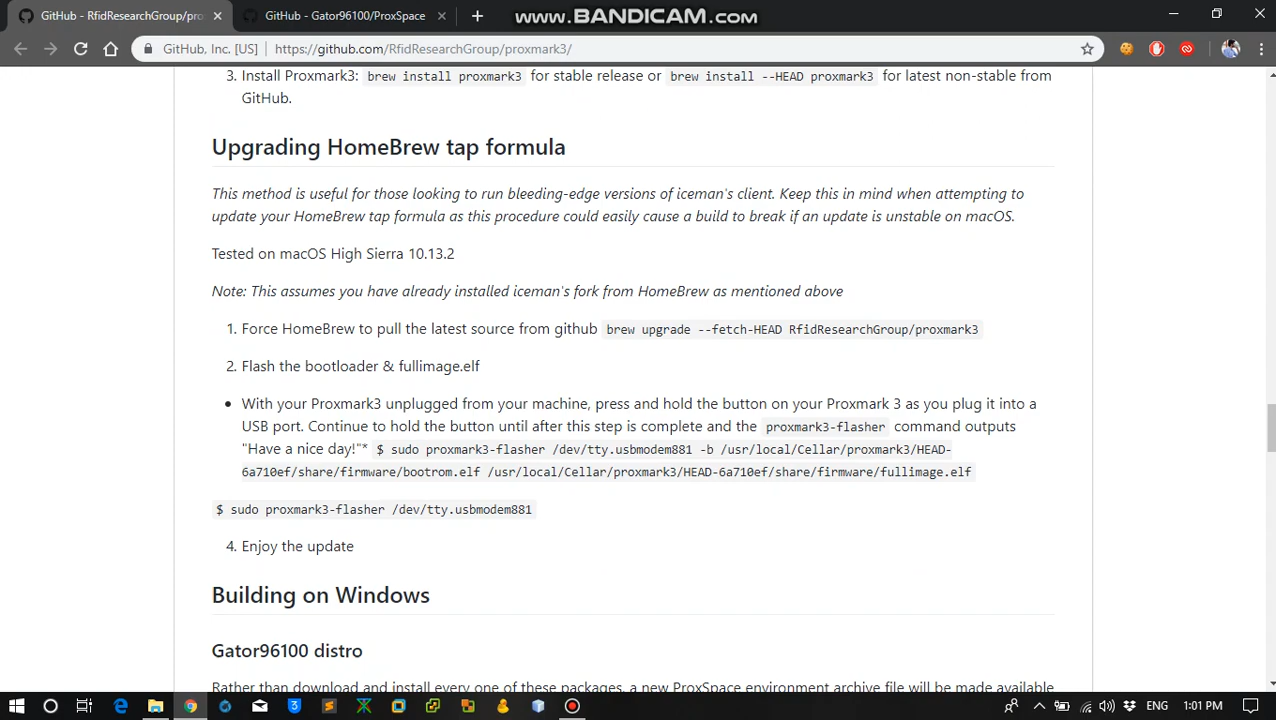 GitHub - RfidResearchGroup/pro
GitHub - Gator96100/ProxSpace
www.BANDICAM.com
GitHub, Inc. [US]
https://github.com/RfidResearchGroup/proxmark3/
3. Install Proxmark3: brew install proxmark3 for stable release or brew install --HEAD proxmark3 for latest non-stable from
GitHub.
Upgrading HomeBrew tap formula
This method is useful for those looking to run bleeding-edge versions of iceman's client. Keep this in mind when attempting to
update your HomeBrew tap formula as this procedure could easily cause a build to break if an update is unstable on macOS.
Tested on macOS High Sierra 10.13.2
Note: This assumes you have already installed iceman's fork from HomeBrew as mentioned above
1. Force HomeBrew to pull the latest source from github brew upgrade --fetch-HEAD RfidResearchGroup/proxmark3
2. Flash the bootloader & fullimage.elf
• With your Proxmark3 unplugged from your machine, press and hold the button on your Proxmark 3 as you plug it into a
USB port. Continue to hold the button until after this step is complete and the proxmark3-flasher command outputs
"Have a nice day!"* $ sudo proxmark3-flasher /dev/tty.usbmodem881 -b /usr/local/Cellar/proxmark3/HEAD-
6a710ef/share/firmware/bootrom.elf /usr/local/Cellar/proxmark3/HEAD-6a710ef/share/firmware/fullimage.elf
$ sudo proxmark3-flasher /dev/tty.usbmodem881
4. Enjoy the update
Building on Windows
Gator96100 distro
Rather than download and install every one of these packages, a new ProxSpace environment archive file will be made available
ENG 1:01 PM